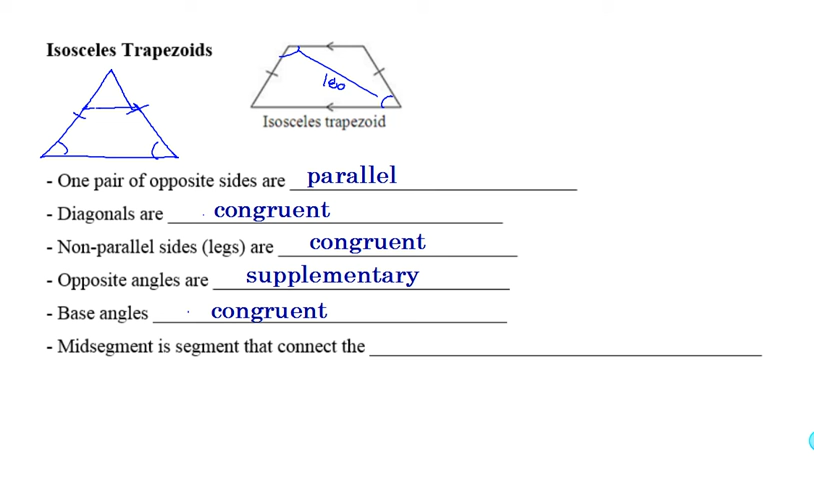 Isosceles Trapezoids
180
Isosceles trapezoid
- One pair of opposite sides are parallel
- Diagonals are congruent
- Non-parallel sides (legs) are congruent
- Opposite angles are supplementary
- Base angles congruent
- Midsegment is segment that connect the